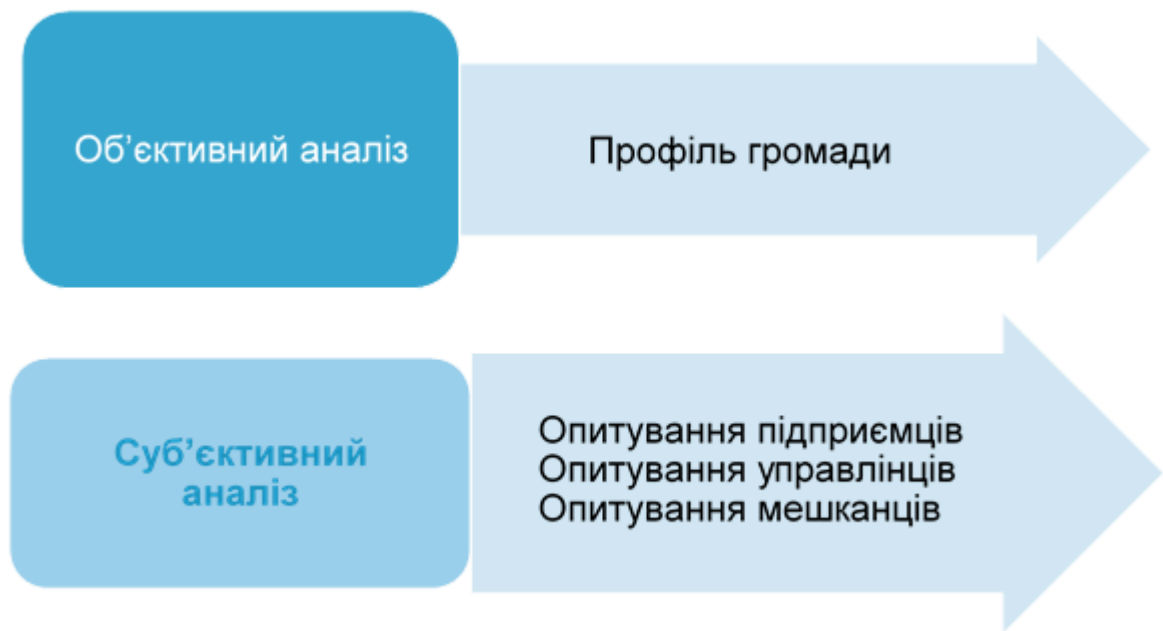 Об’єктивний аналіз
Профіль громади
Суб’єктивний
аналіз
Опитування підприємців
Опитування управлінців
Опитування мешканців